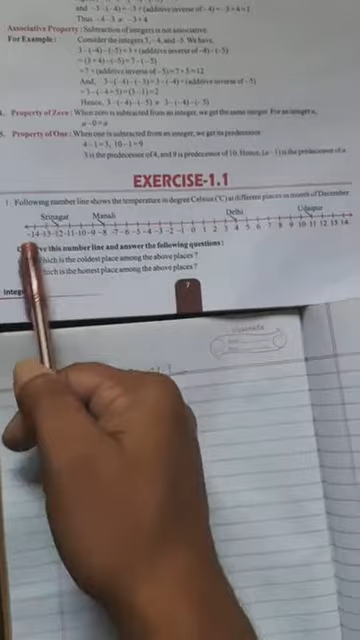 and –3 –(–4) = –3 + (additive inverse of –4) = –3 + 4 = 1
Thus –4–3 ≠ –3–4
Associative Property : Subtraction of integers is not associative.
For Example : Consider the integers 3, –4, and –5. We have,
3–(–4)–(–5) = 3 + (additive inverse of –4)–(–5)
= (3+4)–(–5) = 7–(–5)
= 7 + (additive inverse of –5) = 7+5 = 12
And, 3–(–4)–(–5) = 3–(–4) + (additive inverse of –5)
= 3–(–4+5) = (3–1) = 2
Hence, 3–(–4)–(–5) ≠ 3–(–4)–(–5)
Property of Zero : When zero is subtracted from an integer, we get the same integer. For an integer a,
a–0 = a
Property of One : When one is subtracted from an integer, we get its predecessor.
4–1 = 3, 10–1 = 9
3 is the predecessor of 4, and 9 is predecessor of 10. Hence, (a–1) is the predecessor of a.
EXERCISE-1.1
1. Following number line shows the temperature in degree Celsius (°C) at different places in month of December.
Srinagar Manali Delhi Udaipur
–14 –13 –12 –11 –10 –9 –8 –7 –6 –5 –4 –3 –2 –1 0 1 2 3 4 5 6 7 8 9 10 11 12 13 14
this number line and answer the following questions :
Which is the coldest place among the above places ?
which is the honest place among the above places ?
Integ
7